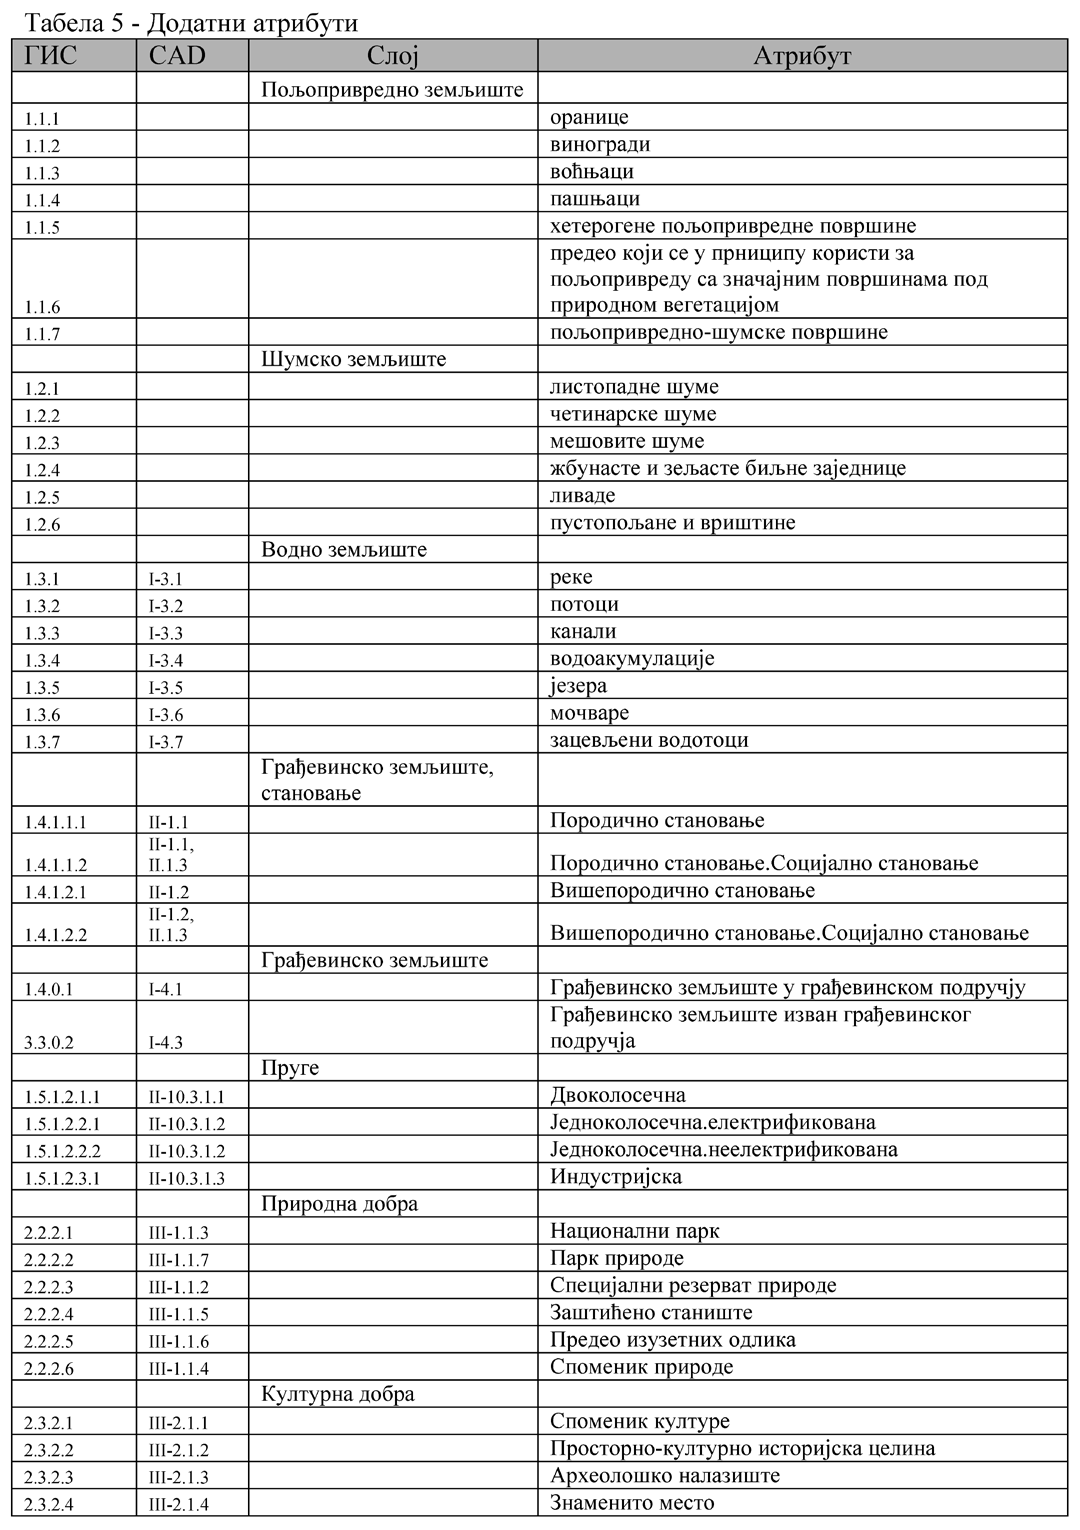 Табела 5 - Додатни атрибути
ГИС CAD Слој Атрибут
Пољопривредно земљиште
1.1.1 оранице
1.1.2 виногради
1.1.3 воћњаци
1.1.4 пашњаци
1.1.5 хетерогене пољопривредне површине
предео који се у прниципу користи за
пољопривреду са значајним површинама под
1.1.6 природном вегетацијом
1.1.7 пољопривредно-шумске површине
Шумско земљиште
1.2.1 листопадне шуме
1.2.2 четинарске шуме
1.2.3 мешовите шуме
1.2.4 жбунасте и зељасте биљне заједнице
1.2.5 ливаде
1.2.6 пустопољане и вриштине
Водно земљиште
1.3.1 I-3.1 реке
1.3.2 I-3.2 потоци
1.3.3 I-3.3 канали
1.3.4 I-3.4 водоакумулације
1.3.5 I-3.5 језера
1.3.6 I-3.6 мочваре
1.3.7 I-3.7 зацевљени водотоци
Грађевинско земљиште,
становање
1.4.1.1.1 II-1.1 Породично становање
II-1.1,
1.4.1.1.2 II.1.3 Породично становање.Социјално становање
1.4.1.2.1 II-1.2 Вишепородично становање
II-1.2,
1.4.1.2.2 II.1.3 Вишепородично становање.Социјално становање
Грађевинско земљиште
1.4.0.1 I-4.1 Грађевинско земљиште у грађевинском подручју
Грађевинско земљиште изван грађевинског
3.3.0.2 I-4.3 подручја
Пруге
1.5.1.2.1.1 II-10.3.1.1 Двоколосечна
1.5.1.2.2.1 II-10.3.1.2 Једноколосечна.електрификована
1.5.1.2.2.2 II-10.3.1.2 Једноколосечна.неелектрификована
1.5.1.2.3.1 II-10.3.1.3 Индустријска
Природна добра
2.2.2.1 III-1.1.3 Национални парк
2.2.2.2 III-1.1.7 Парк природе
2.2.2.3 III-1.1.2 Специјални резерват природе
2.2.2.4 III-1.1.5 Заштићено станиште
2.2.2.5 III-1.1.6 Предео изузетних одлика
2.2.2.6 III-1.1.4 Споменик природе
Културна добра
2.3.2.1 III-2.1.1 Споменик културе
2.3.2.2 III-2.1.2 Просторно-културно историјска целина
2.3.2.3 III-2.1.3 Археолошко налазиште
2.3.2.4 III-2.1.4 Знаменито место